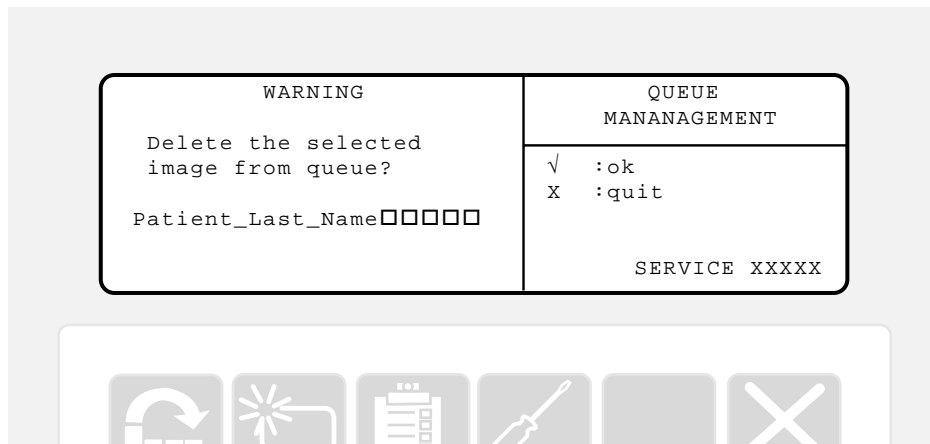 WARNING
Delete the selected
image from queue?
Patient_Last_Name□□□□□
QUEUE
MANANAGEMENT
√ :ok
X :quit
SERVICE XXXXX